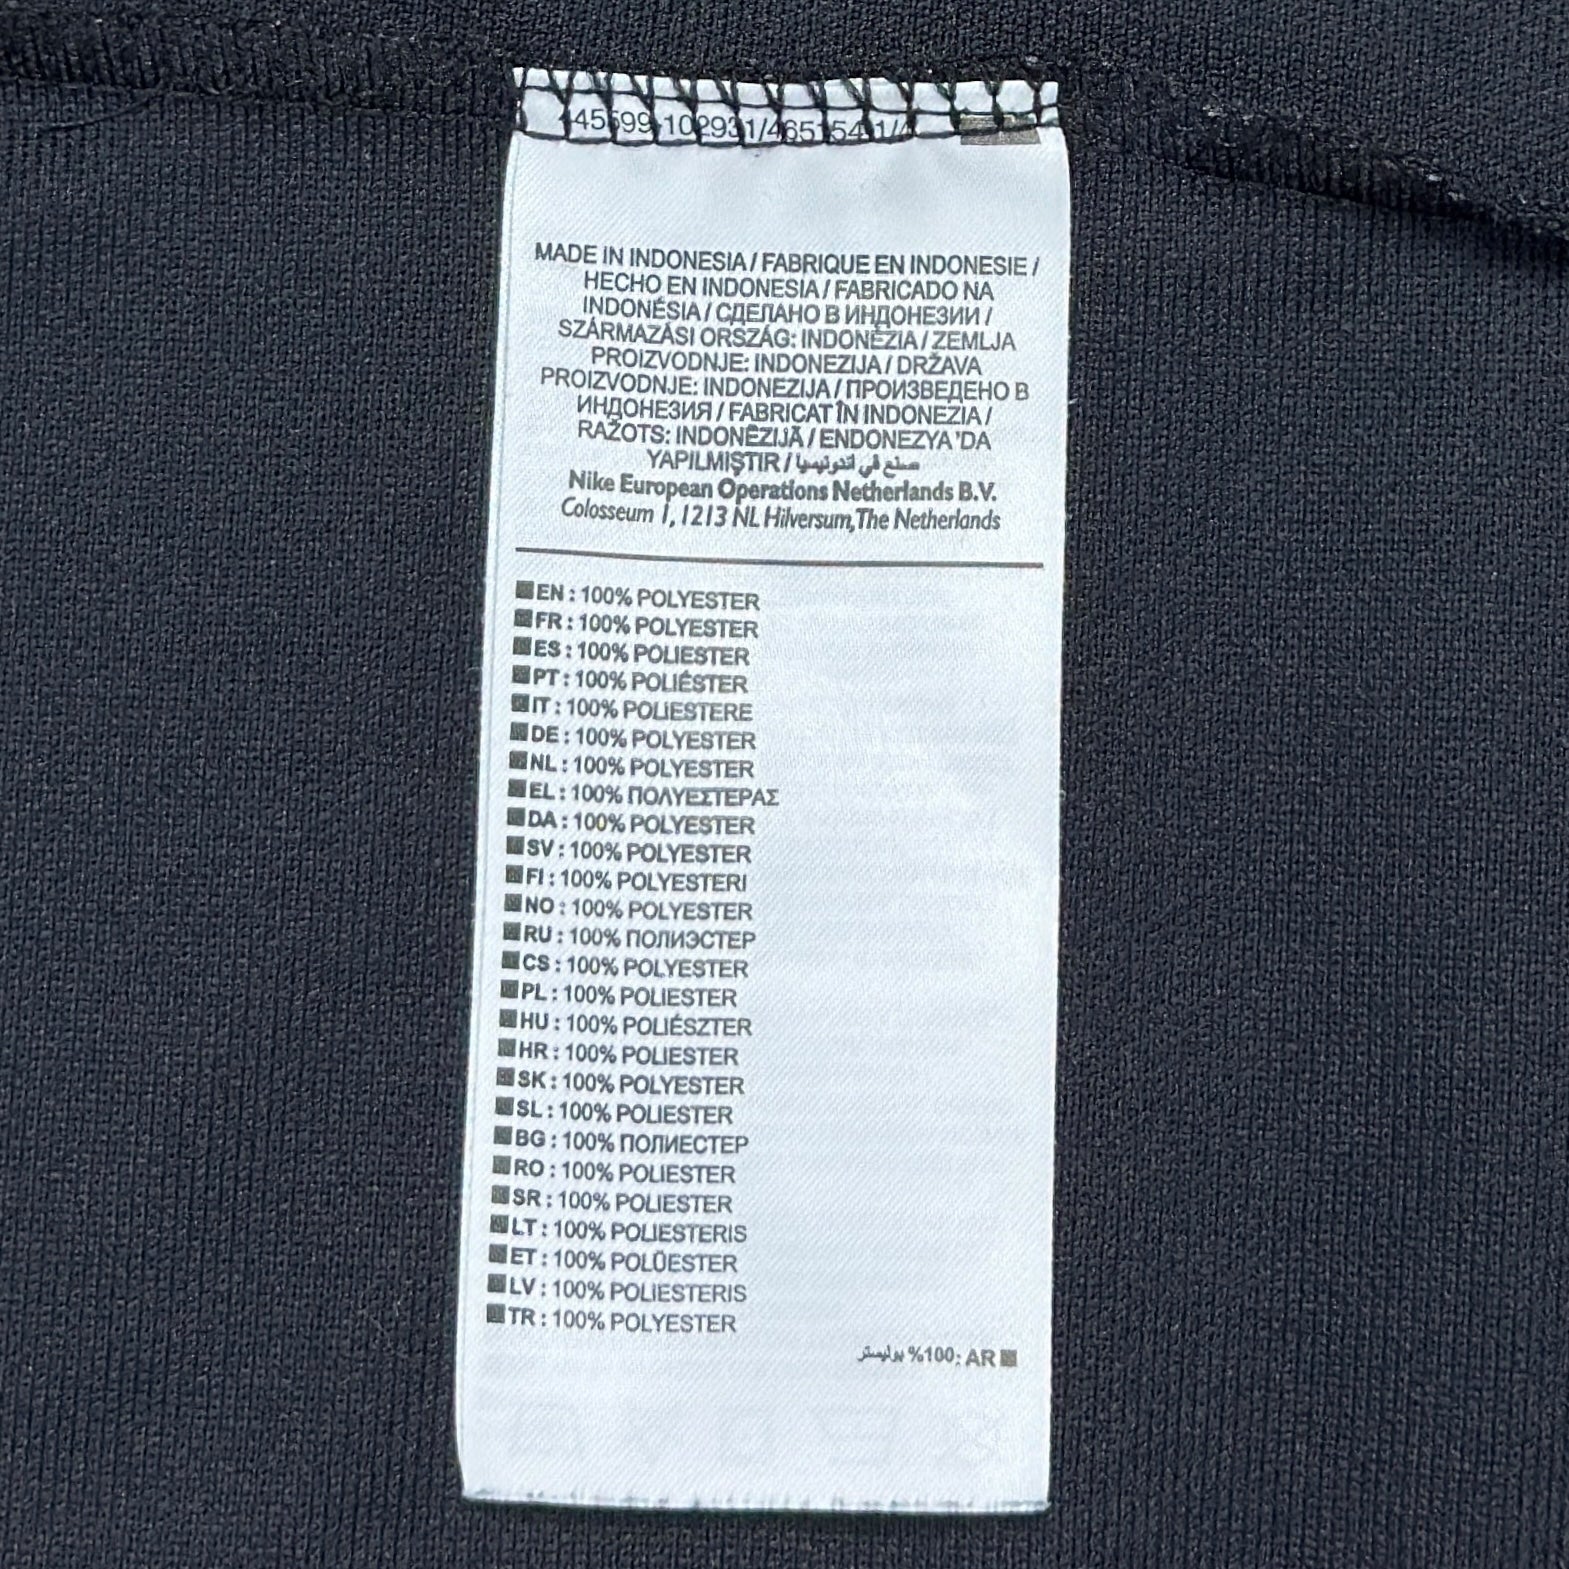 MADE IN INDONESIA / FABRIQUE EN INDONESIE /
HECHO EN INDONESIA / FABRICADO NA
INDONÉSIA / СДЕЛАНО В ИНДОНЕЗИИ /
SZÁRMAZÁSI ORSZÁG: INDONÉZIA / ZEMLJA
PROIZVODNJE: INDONEZIJA / DRŽAVA
PROIZVODNJE: INDONEZIJA / ПРОИЗВЕДЕНО В
ИНДОНЕЗИЯ / FABRICAT ÎN INDONEZIA /
RAŽOTS: INDONĒZIJĀ / ENDONEZYA 'DA
YAPILMIŞTIR / صنع في اندونيسيا
Nike European Operations Netherlands B.V.
Colosseum 1, 1213 NL Hilversum, The Netherlands
EN : 100% POLYESTER
FR : 100% POLYESTER
ES : 100% POLIESTER
PT : 100% POLIÉSTER
IT : 100% POLIESTERE
DE : 100% POLYESTER
NL : 100% POLYESTER
EL : 100% ΠΟΛΥΕΣΤΕΡΑΣ
DA : 100% POLYESTER
SV : 100% POLYESTER
FI : 100% POLYESTERI
NO : 100% POLYESTER
RU : 100% ПОЛИЭСТЕР
CS : 100% POLYESTER
PL : 100% POLIESTER
HU : 100% POLIÉSZTER
HR : 100% POLIESTER
SK : 100% POLYESTER
SL : 100% POLIESTER
BG : 100% ПОЛИЕСТЕР
RO : 100% POLIESTER
SR : 100% POLIESTER
LT : 100% POLIESTERIS
ET : 100% POLÜESTER
LV : 100% POLIESTERIS
TR : 100% POLYESTER
AR :100% بوليستر